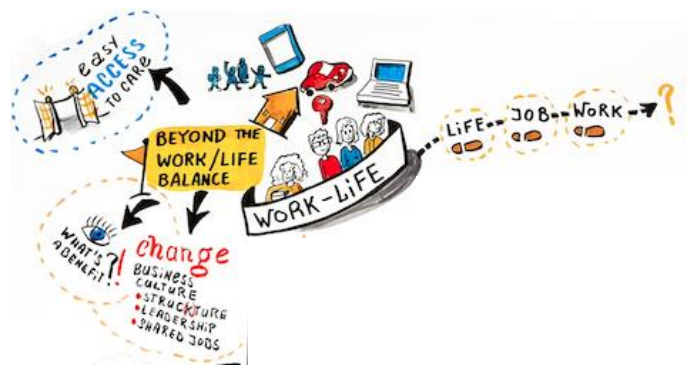 easy
ACCESS
TO CARE
BEYOND THE
WORK/LIFE
BALANCE
WORK-LIFE
LIFE
JOB
WORK
?
WHAT'S
A BENEFIT?!
change
BUSINESS
CULTURE
• STRUCKTURE
• LEADERSHIP
• SHARED JOBS